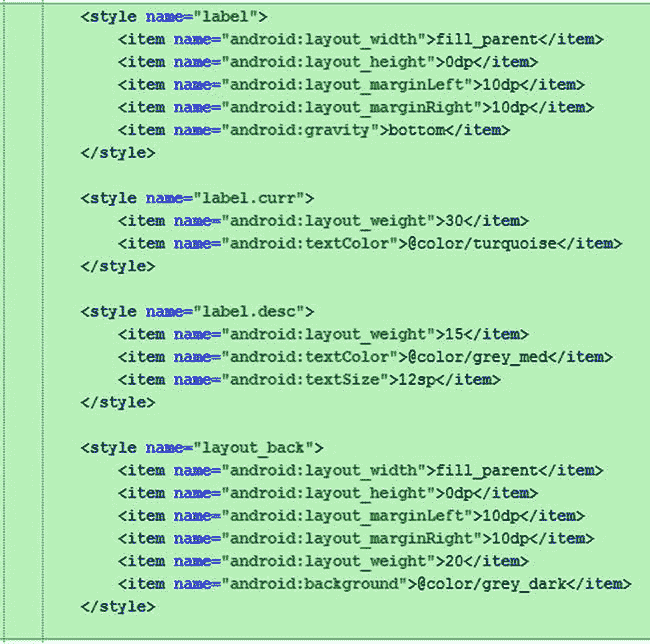 <style name="label">
<item name="android:layout_width">fill_parent</item>
<item name="android:layout_height">0dp</item>
<item name="android:layout_marginLeft">10dp</item>
<item name="android:layout_marginRight">10dp</item>
<item name="android:gravity">bottom</item>
</style>
<style name="label.curr">
<item name="android:layout_weight">30</item>
<item name="android:textColor">@color/turquoise</item>
</style>
<style name="label.desc">
<item name="android:layout_weight">15</item>
<item name="android:textColor">@color/grey_med</item>
<item name="android:textSize">12sp</item>
</style>
<style name="layout_back">
<item name="android:layout_width">fill_parent</item>
<item name="android:layout_height">0dp</item>
<item name="android:layout_marginLeft">10dp</item>
<item name="android:layout_marginRight">10dp</item>
<item name="android:layout_weight">20</item>
<item name="android:background">@color/grey_dark</item>
</style>